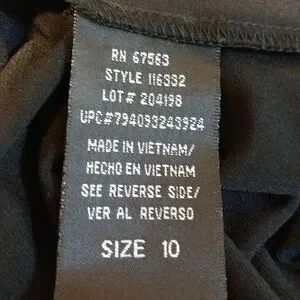 RN 67563
STYLE 116332
LOT# 204198
UPC#794093243924
MADE IN VIETNAM/
HECHO EN VIETNAM
SEE REVERSE SIDE/
VER AL REVERSO
SIZE 10